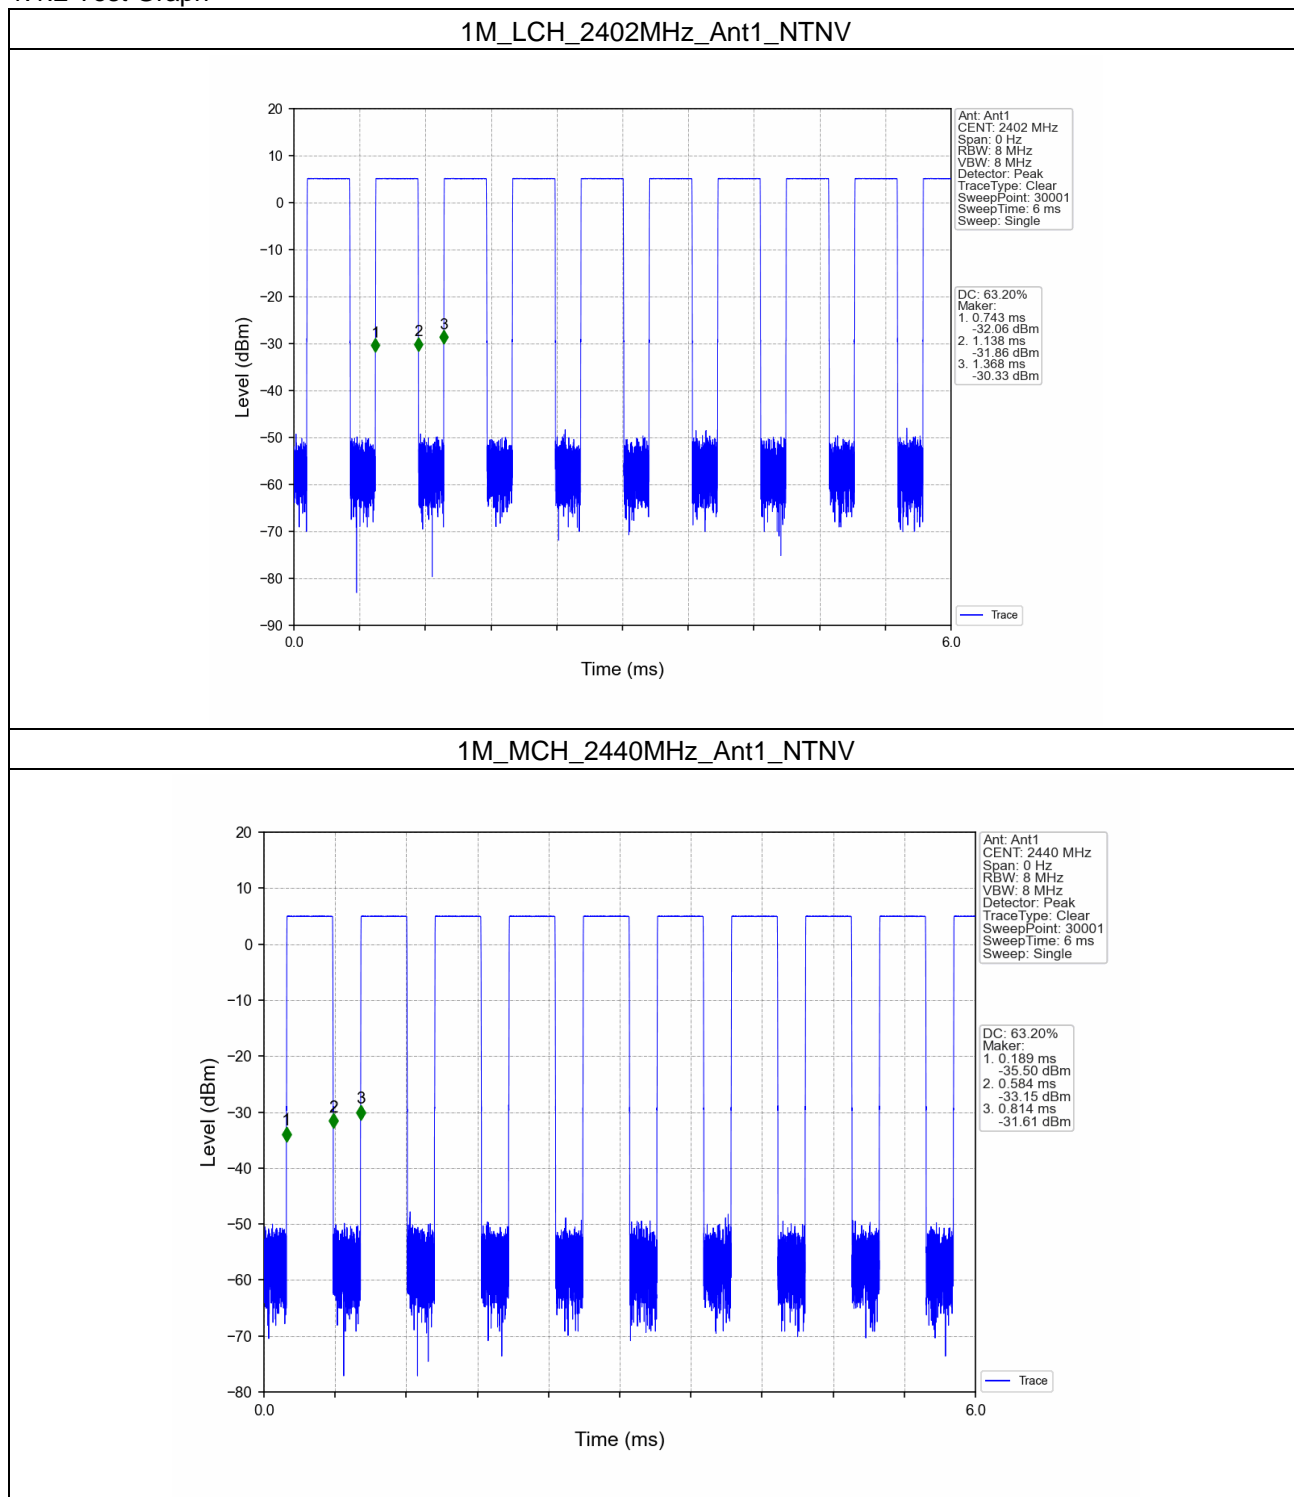 1M_LCH_2402MHz_Ant1_NTNV
20
10
0
−10
−20
−30
−40
−50
−60
−70
−80
−90
Level (dBm)
1
2
3
0.0
6.0
Time (ms)
Ant: Ant1
CENT: 2402 MHz
Span: 0 Hz
RBW: 8 MHz
VBW: 8 MHz
Detector: Peak
TraceType: Clear
SweepPoint: 30001
SweepTime: 6 ms
Sweep: Single
DC: 63.20%
Maker:
1. 0.743 ms
-32.06 dBm
2. 1.138 ms
-31.86 dBm
3. 1.368 ms
-30.33 dBm
Trace
1M_MCH_2440MHz_Ant1_NTNV
20
10
0
−10
−20
−30
−40
−50
−60
−70
−80
Level (dBm)
1
2
3
0.0
6.0
Time (ms)
Ant: Ant1
CENT: 2440 MHz
Span: 0 Hz
RBW: 8 MHz
VBW: 8 MHz
Detector: Peak
TraceType: Clear
SweepPoint: 30001
SweepTime: 6 ms
Sweep: Single
DC: 63.20%
Maker:
1. 0.189 ms
-35.50 dBm
2. 0.584 ms
-33.15 dBm
3. 0.814 ms
-31.61 dBm
Trace